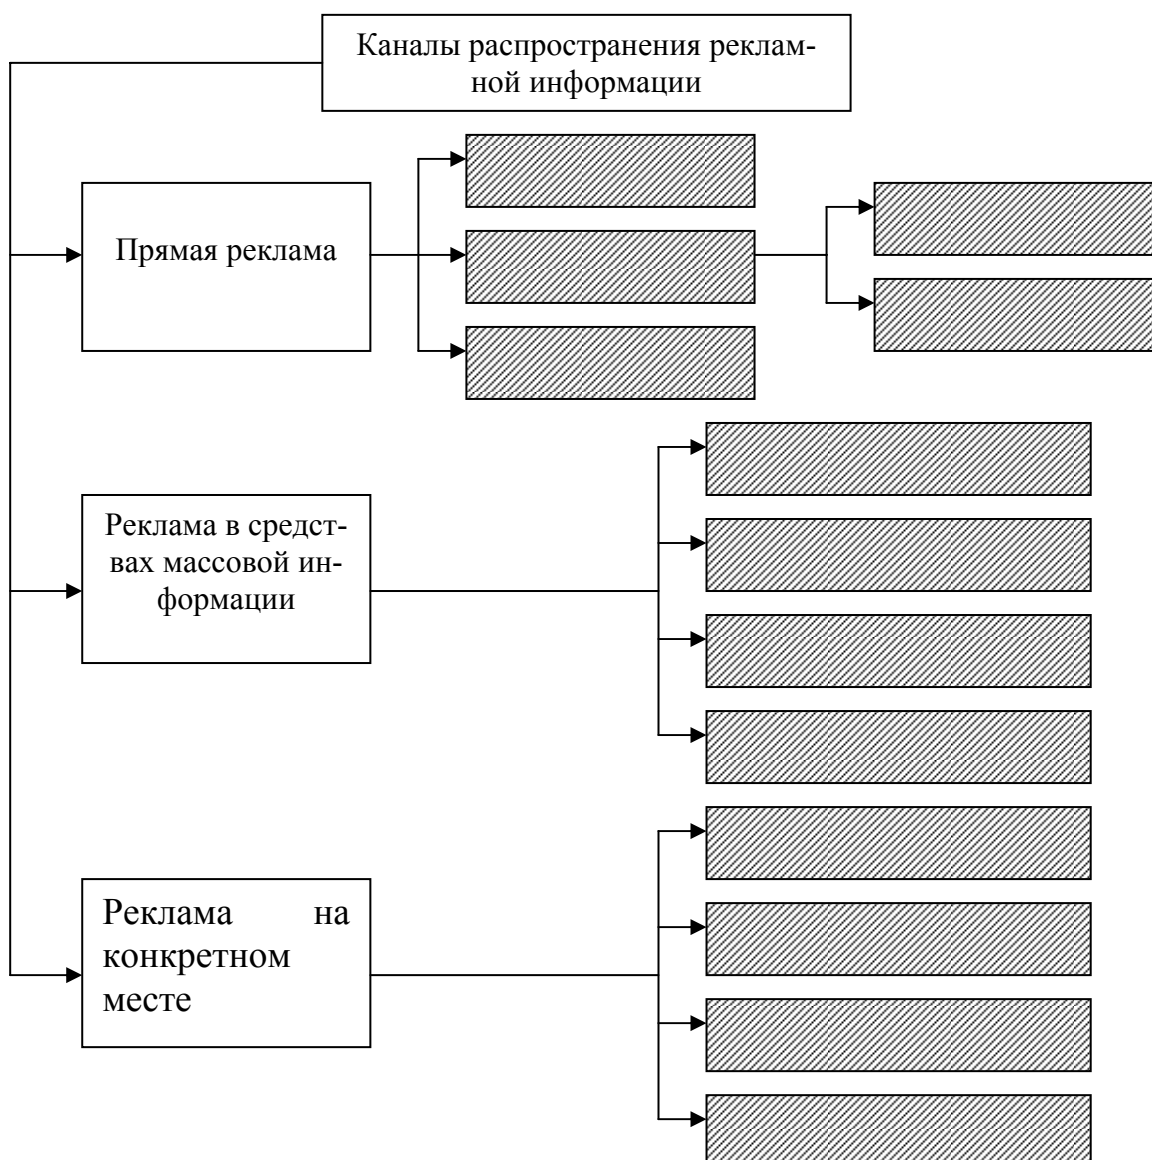 Каналы распространения реклам-
ной информации
Прямая реклама
Реклама в средст-
вах массовой ин-
формации
Реклама на
конкретном
месте